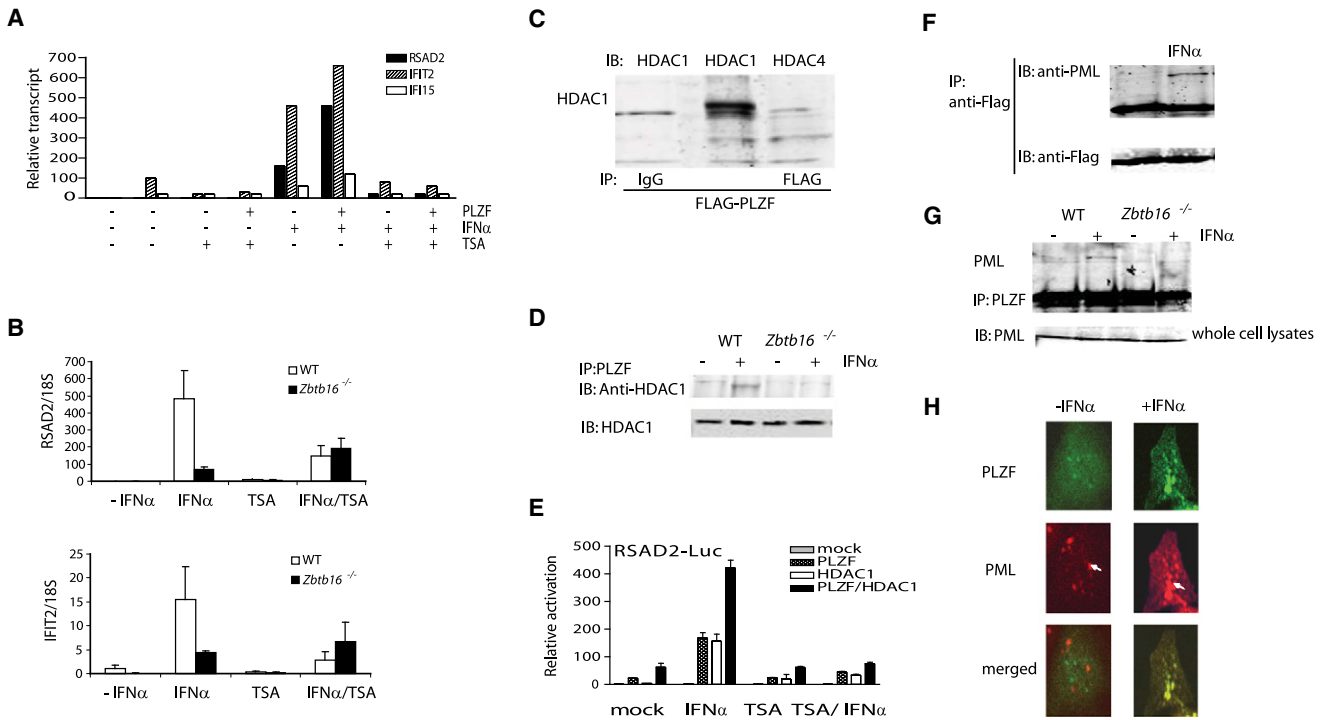 A
Relative transcript
700
600
500
400
300
200
100
0
RSAD2
IFIT2
IFI15
- - - + - + - + PLZF
- - - - + + + + IFNα
- - + + - - + + TSA
B
RSAD2/18S
700
600
500
400
300
200
100
0
WT
Zbtb16 -/-
- IFNα IFNα TSA IFNα/TSA
IFIT2/18S
25
20
15
10
5
0
WT
Zbtb16 -/-
- IFNα IFNα TSA IFNα/TSA
C
IB: HDAC1 HDAC1 HDAC4
HDAC1
IP: IgG FLAG
FLAG-PLZF
D
WT Zbtb16 -/-
- + - + IFNα
IP:PLZF
IB: Anti-HDAC1
IB: HDAC1
E
RSAD2-Luc
Relative activation
500
400
300
200
100
0
mock
PLZF
HDAC1
PLZF/HDAC1
mock IFNα TSA TSA/ IFNα
F
IFNα
IP:
anti-Flag
IB: anti-PML
IB: anti-Flag
G
WT Zbtb16 -/-
- + - + IFNα
PML
IP: PLZF
IB: PML whole cell lysates
H
-IFNα +IFNα
PLZF
PML
merged